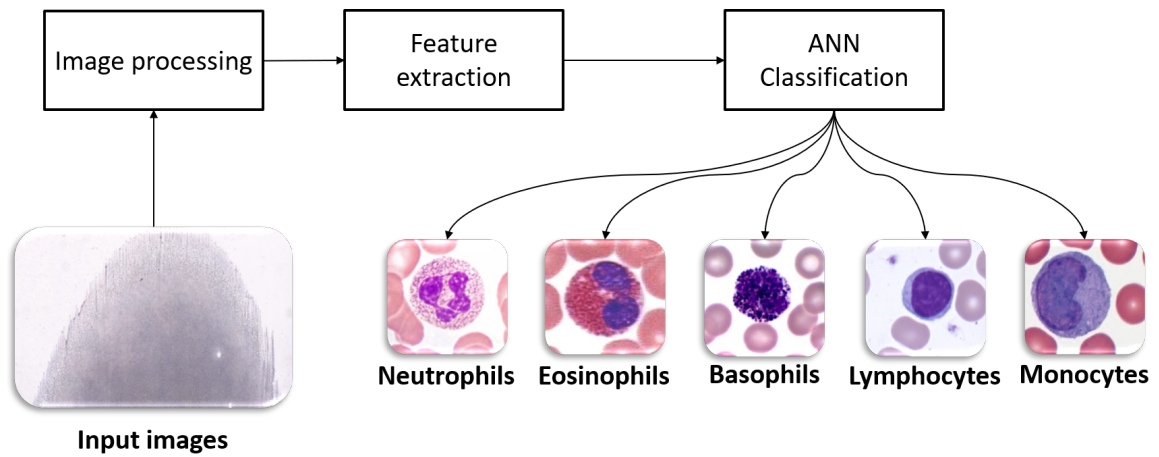 Image processing
Feature
extraction
ANN
Classification
Neutrophils
Eosinophils
Basophils
Lymphocytes
Monocytes
Input images